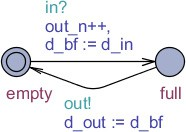 in?
out_n++,
d_bf := d_in
empty
full
out!
d_out := d_bf